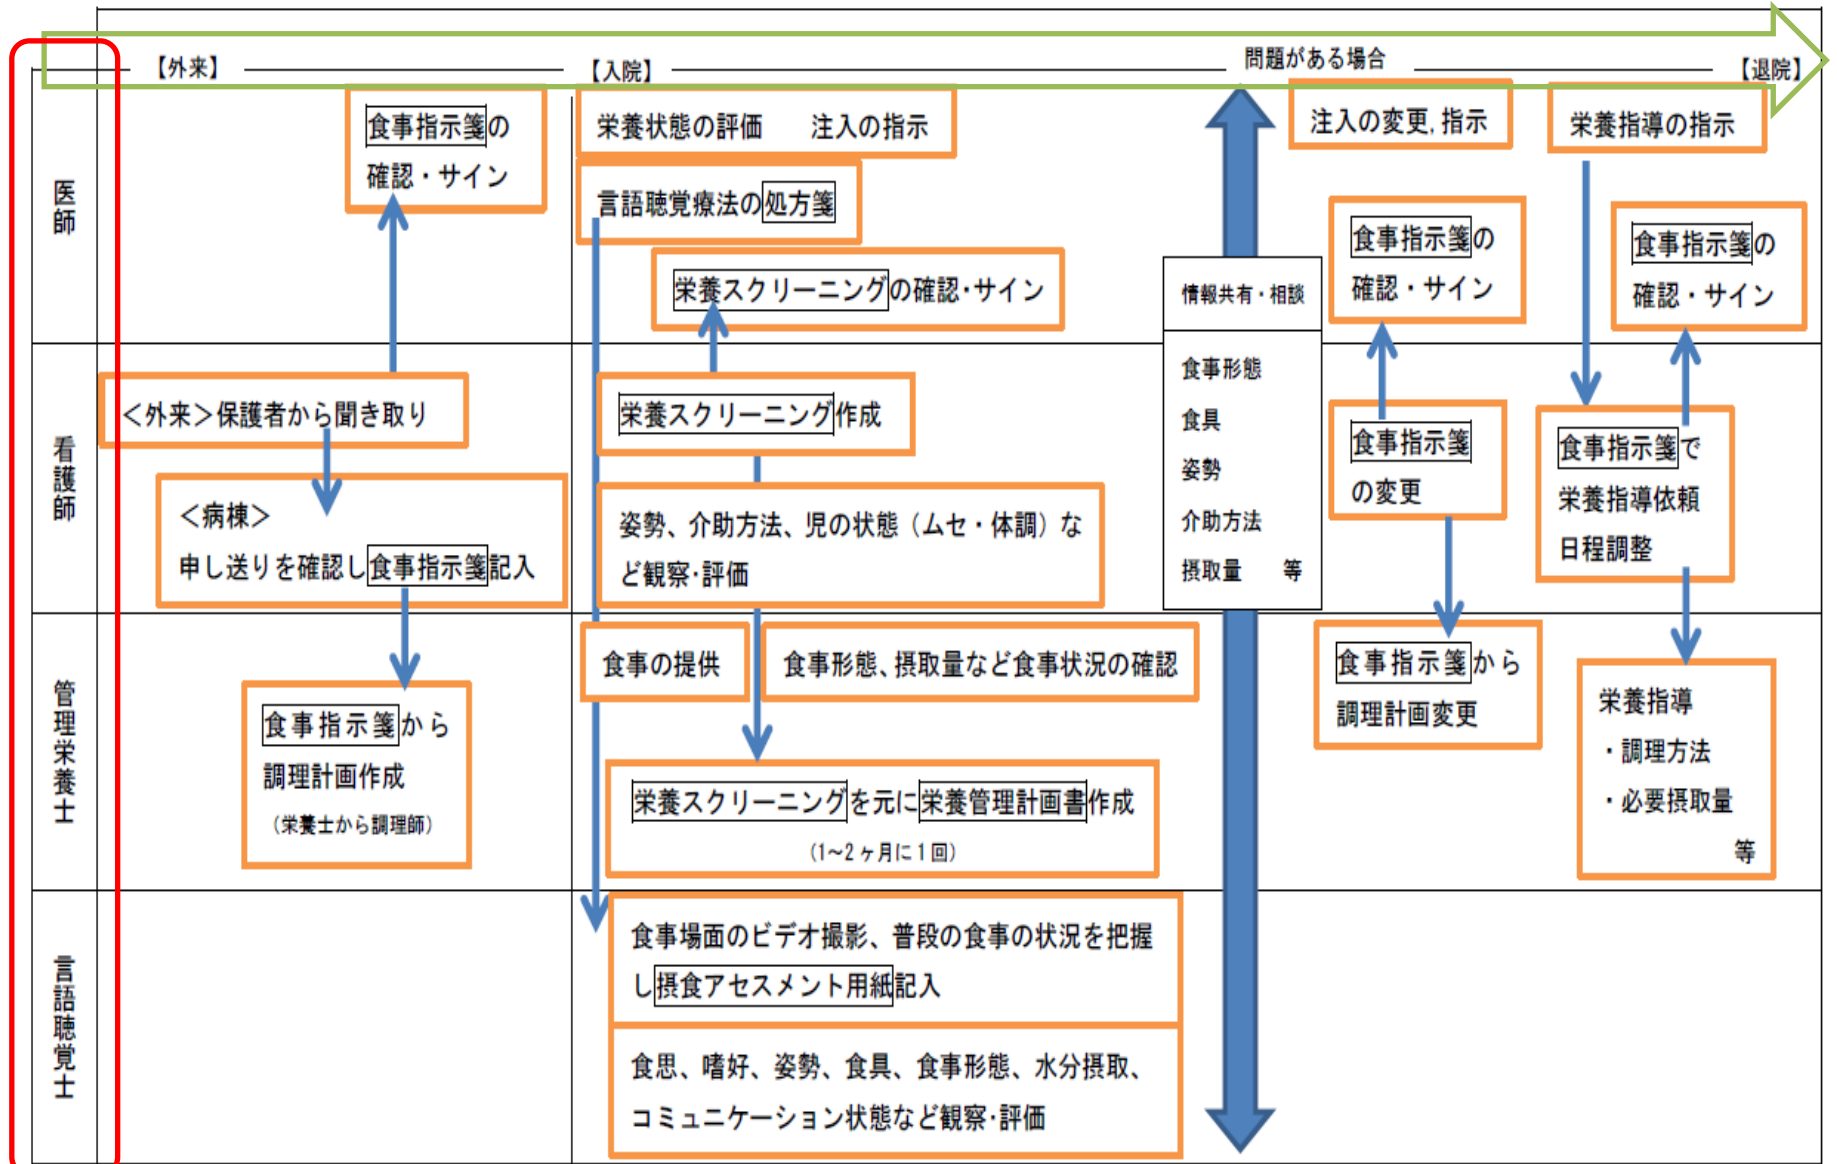 【外来】
【入院】
問題がある場合
【退院】
医師
食事指示箋の
確認・サイン
栄養状態の評価　　注入の指示
言語聴覚療法の処方箋
栄養スクリーニングの確認・サイン
情報共有・相談
食事形態
食具
姿勢
介助方法
摂取量　　等
注入の変更,指示
食事指示箋の
確認・サイン
栄養指導の指示
食事指示箋の
確認・サイン
看護師
＜外来＞保護者から聞き取り
＜病棟＞
申し送りを確認し食事指示箋記入
栄養スクリーニング作成
姿勢、介助方法、児の状態（ムセ・体調）な
ど観察・評価
食事指示箋
の変更
食事指示箋で
栄養指導依頼
日程調整
管理栄養士
食事指示箋から
調理計画作成
（栄養士から調理師）
食事の提供
食事形態、摂取量など食事状況の確認
栄養スクリーニングを元に栄養管理計画書作成
（1～2ヶ月に1回）
食事指示箋から
調理計画変更
栄養指導
・調理方法
・必要摂取量
等
言語聴覚士
食事場面のビデオ撮影、普段の食事の状況を把握
し摂食アセスメント用紙記入
食思、嗜好、姿勢、食具、食事形態、水分摂取、
コミュニケーション状態など観察・評価